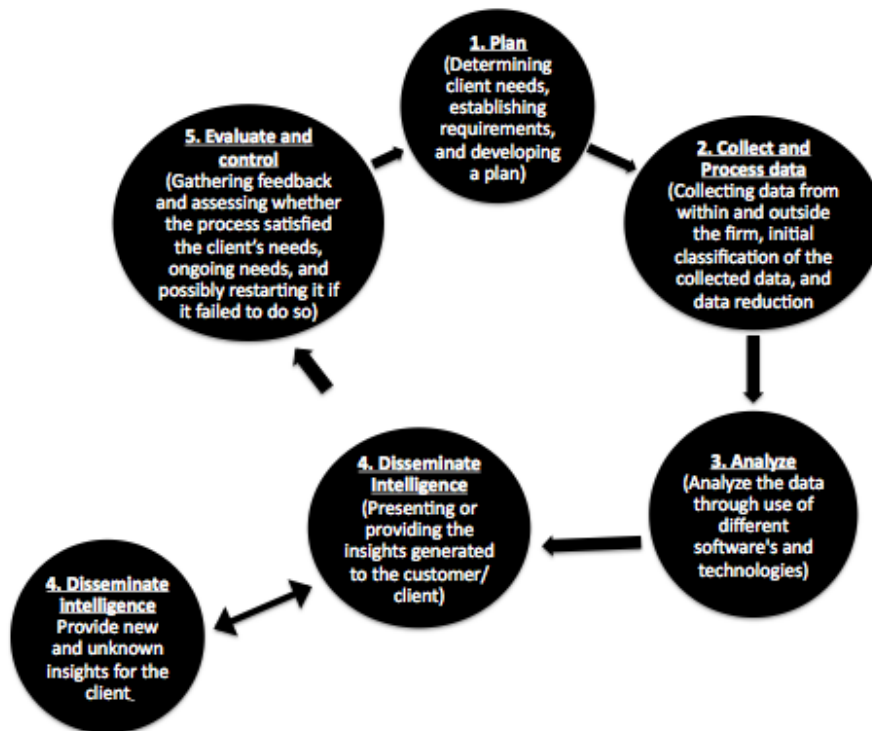 1. Plan
(Determining
client needs,
establishing
requirements,
and developing
a plan)
2. Collect and
Process data
(Collecting data from
within and outside
the firm, initial
classification of the
collected data, and
data reduction
3. Analyze
(Analyze the data
through use of
different
software's and
technologies)
4. Disseminate
Intelligence
(Presenting or
providing the
insights generated
to the customer/
client)
4. Disseminate
intelligence
Provide new
and unknown
insights for the
client
5. Evaluate and
control
(Gathering feedback
and assessing whether
the process satisfied
the client's needs,
ongoing needs, and
possibly restarting it if
it failed to do so)